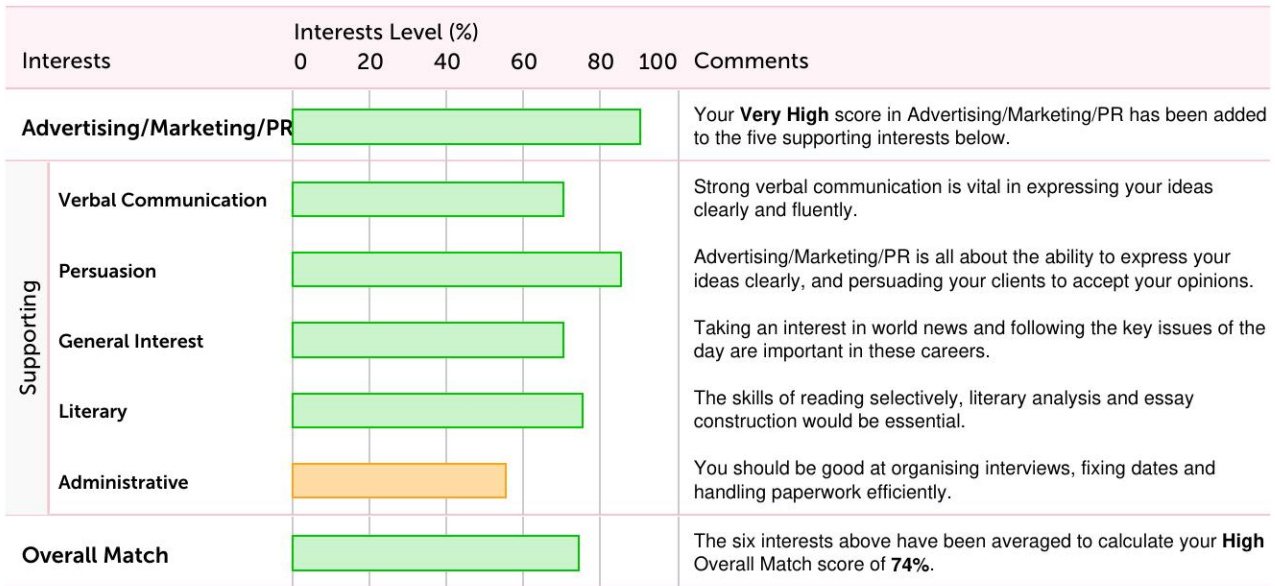 Interests Level (%)
Interests 0 20 40 60 80 100 Comments
Advertising/Marketing/PR
Your Very High score in Advertising/Marketing/PR has been added
to the five supporting interests below.
Supporting
Verbal Communication
Strong verbal communication is vital in expressing your ideas
clearly and fluently.
Persuasion
Advertising/Marketing/PR is all about the ability to express your
ideas clearly, and persuading your clients to accept your opinions.
General Interest
Taking an interest in world news and following the key issues of the
day are important in these careers.
Literary
The skills of reading selectively, literary analysis and essay
construction would be essential.
Administrative
You should be good at organising interviews, fixing dates and
handling paperwork efficiently.
Overall Match
The six interests above have been averaged to calculate your High
Overall Match score of 74%.